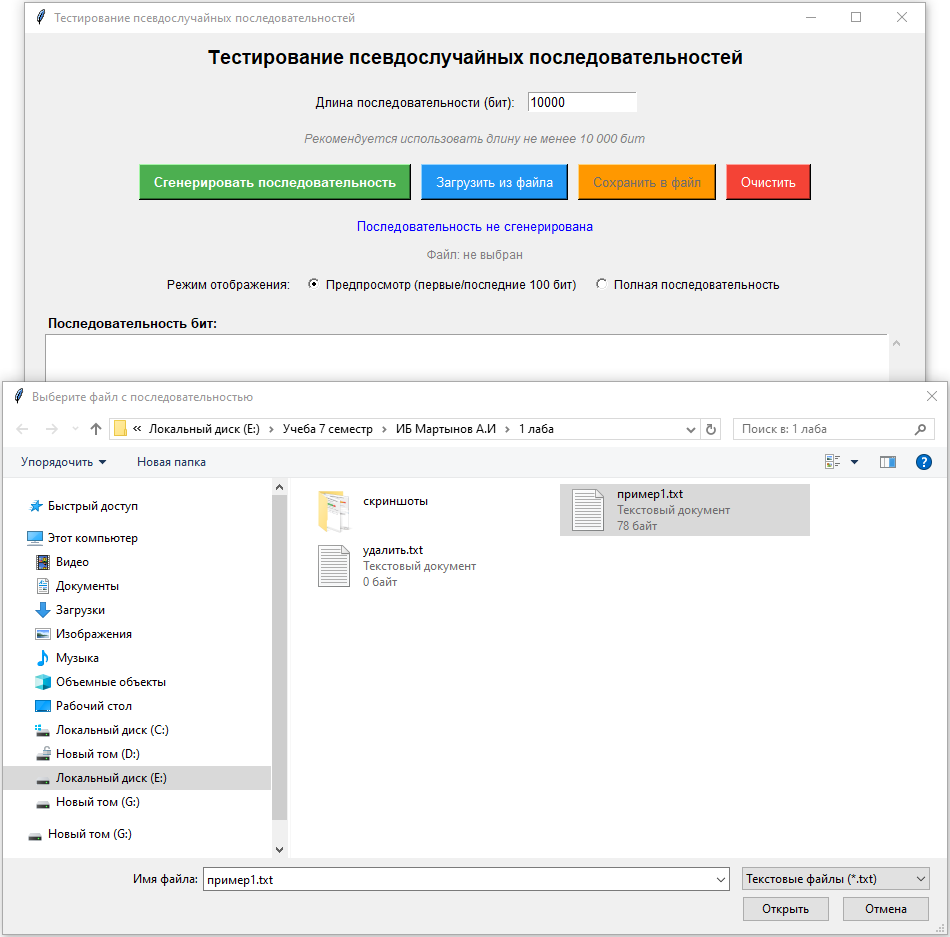 Тестирование псевдослучайных последовательностей
Тестирование псевдослучайных последовательностей
Длина последовательности (бит): 10000
Рекомендуется использовать длину не менее 10 000 бит
Сгенерировать последовательность Загрузить из файла Сохранить в файл Очистить
Последовательность не сгенерирована
Файл: не выбран
Режим отображения: Предпросмотр (первые/последние 100 бит) Полная последовательность
Последовательность бит:
Выберите файл с последовательностью
« Локальный диск (E:) › Учеба 7 семестр › ИБ Мартынов А.И › 1 лаба Поиск в: 1 лаба
Упорядочить Новая папка
Быстрый доступ
Этот компьютер
Видео
Документы
Загрузки
Изображения
Музыка
Объемные объекты
Рабочий стол
Локальный диск (C:)
Новый том (D:)
Локальный диск (E:)
Новый том (G:)
Новый том (G:)
скриншоты
пример1.txt
Текстовый документ
78 байт
удалить.txt
Текстовый документ
0 байт
Имя файла: пример1.txt Текстовые файлы (*.txt)
Открыть Отмена